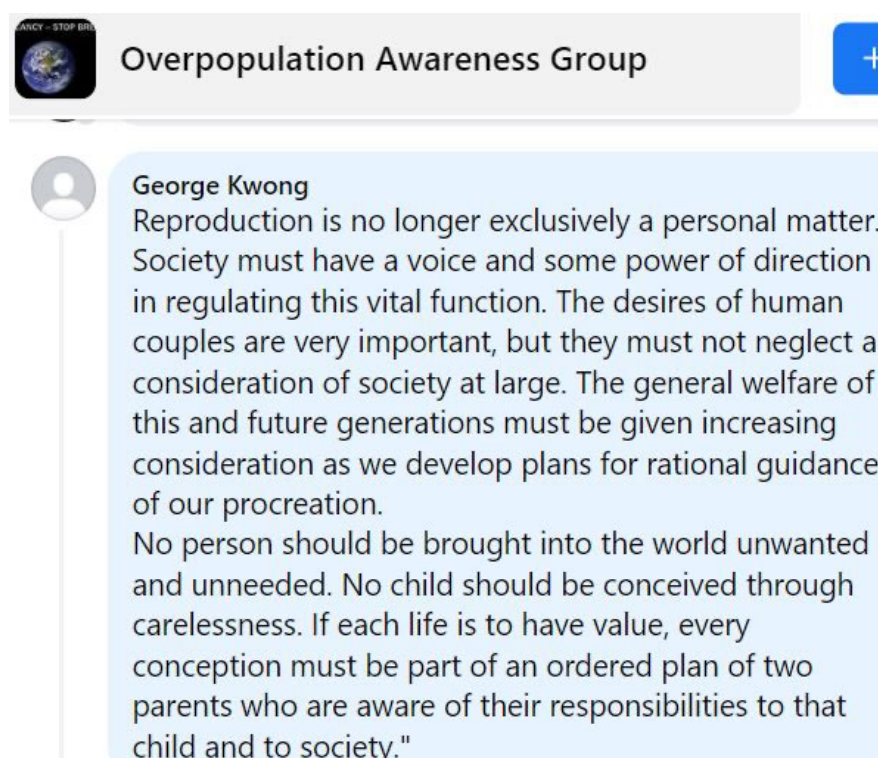 ANCY – STOP BRE
Overpopulation Awareness Group
+
George Kwong
Reproduction is no longer exclusively a personal matter.
Society must have a voice and some power of direction
in regulating this vital function. The desires of human
couples are very important, but they must not neglect a
consideration of society at large. The general welfare of
this and future generations must be given increasing
consideration as we develop plans for rational guidance
of our procreation.
No person should be brought into the world unwanted
and unneeded. No child should be conceived through
carelessness. If each life is to have value, every
conception must be part of an ordered plan of two
parents who are aware of their responsibilities to that
child and to society."